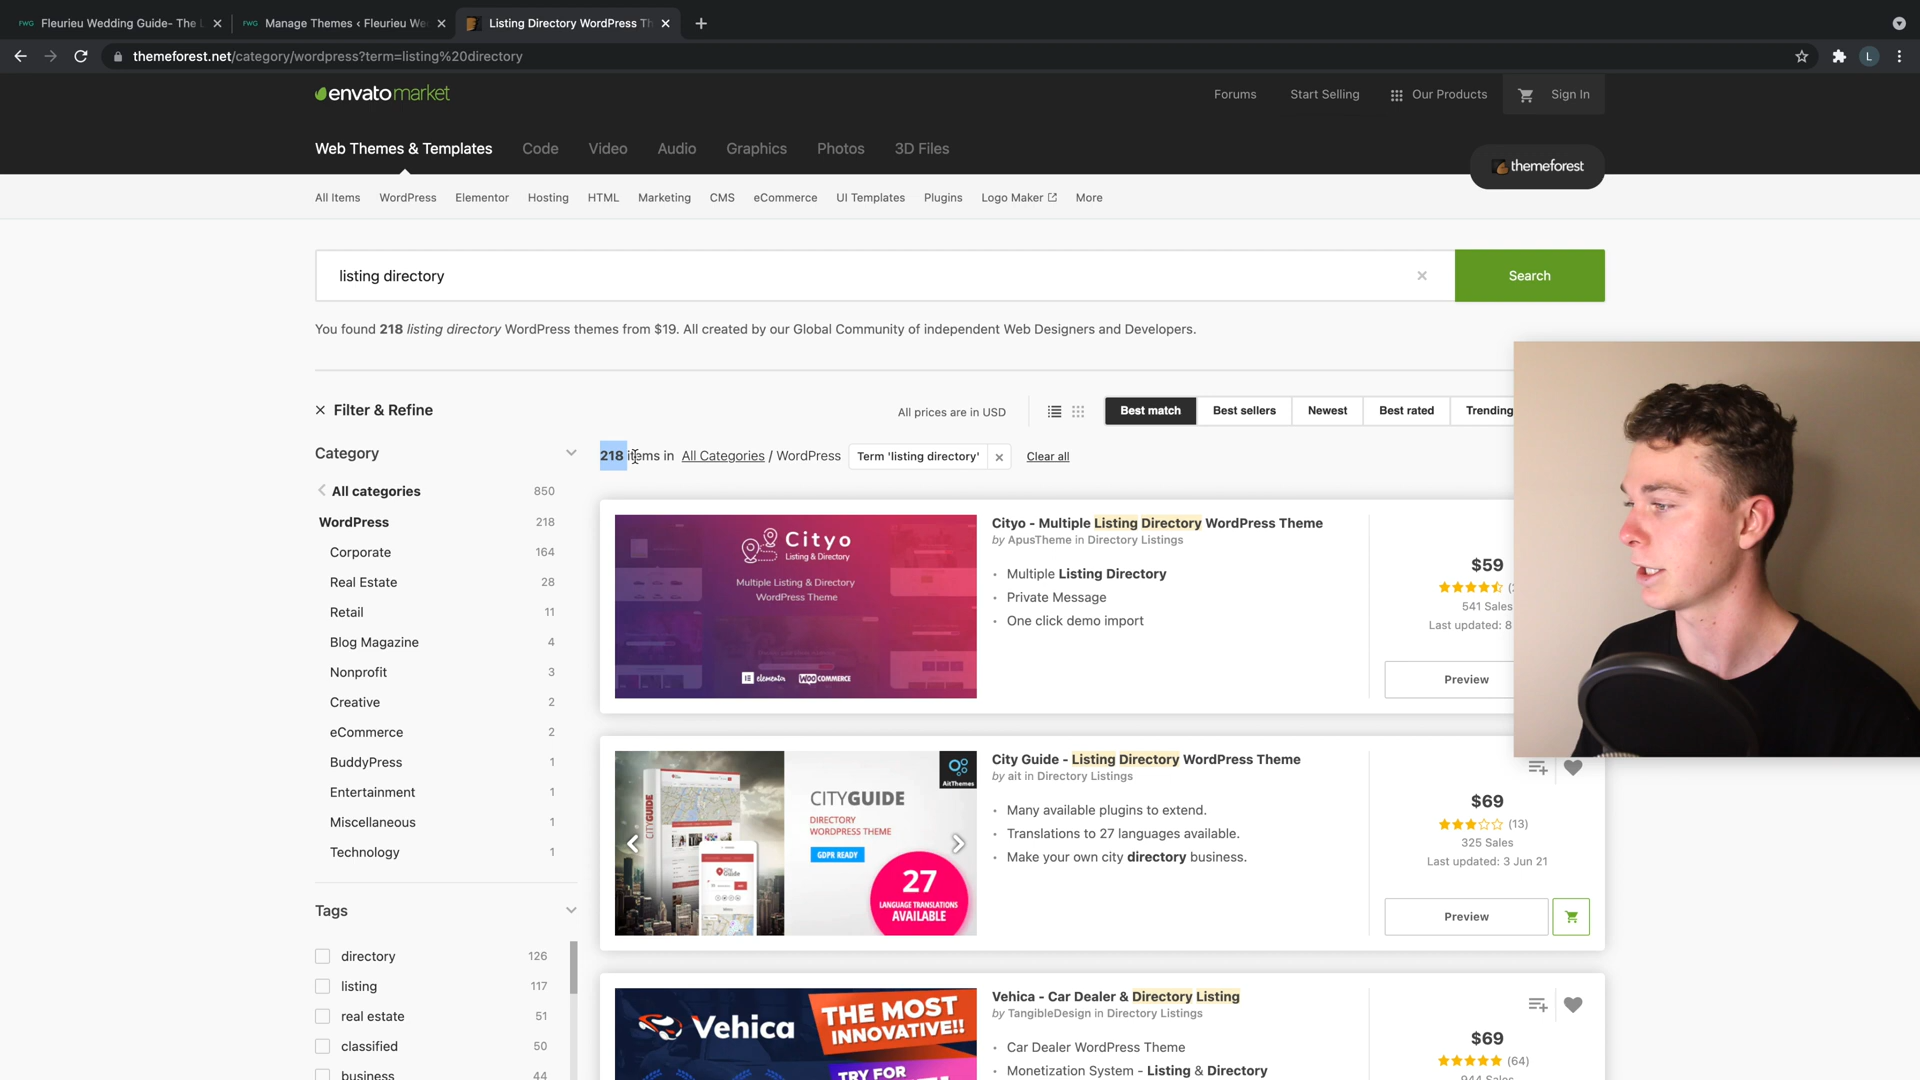 FWG Fleurieu Wedding Guide- The
FWG Manage Themes ‹ Fleurieu We
Listing Directory WordPress Th
themeforest.net/category/wordpress?term=listing%20directory
L
envatomarket
Forums Start Selling Our Products Sign In
Web Themes & Templates Code Video Audio Graphics Photos 3D Files
themeforest
All Items WordPress Elementor Hosting HTML Marketing CMS eCommerce UI Templates Plugins Logo Maker More
listing directory
Search
You found 218 listing directory WordPress themes from $19. All created by our Global Community of independent Web Designers and Developers.
Filter & Refine
All prices are in USD
Best match Best sellers Newest Best rated Trending
Category
218 items in All Categories / WordPress Term 'listing directory' Clear all
All categories 850
WordPress 218
Corporate 164
Real Estate 28
Retail 11
Blog Magazine 4
Nonprofit 3
Creative 2
eCommerce 2
BuddyPress 1
Entertainment 1
Miscellaneous 1
Technology 1
Tags
directory 126
listing 117
real estate 51
classified 50
business 44
Cityo
Listing & Directory
Multiple Listing & Directory
WordPress Theme
elementor WOO COMMERCE
Cityo - Multiple Listing Directory WordPress Theme
by ApusTheme in Directory Listings
Multiple Listing Directory
Private Message
One click demo import
$59
541 Sales
Last updated: 8
Preview
CITYGUIDE
CITYGUIDE
DIRECTORY
WORDPRESS THEME
GDPR READY
27
LANGUAGE TRANSLATIONS
AVAILABLE
AitThemes
City Guide - Listing Directory WordPress Theme
by ait in Directory Listings
Many available plugins to extend.
Translations to 27 languages available.
Make your own city directory business.
$69
(13)
325 Sales
Last updated: 3 Jun 21
Preview
Vehica
THE MOST
INNOVATIVE!!
TRY FOR
Vehica - Car Dealer & Directory Listing
by TangibleDesign in Directory Listings
Car Dealer WordPress Theme
Monetization System - Listing & Directory
$69
(64)
944 Sales